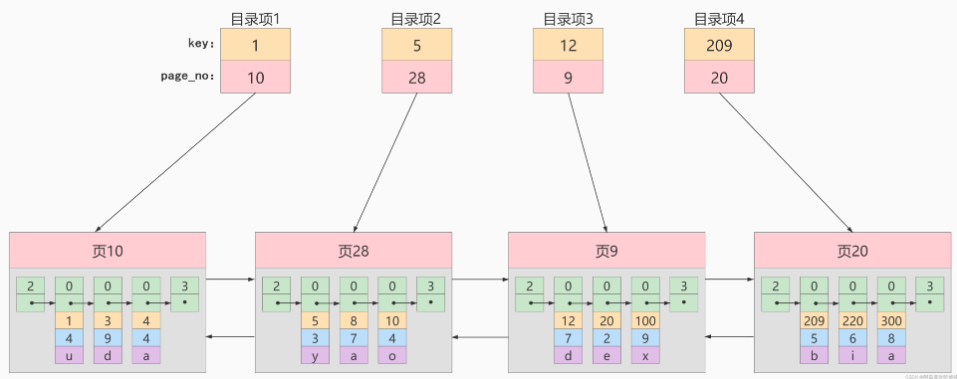 目录项1 目录项2 目录项3 目录项4
key: 1 5 12 209
page_no: 10 28 9 20
页10 页28 页9 页20
2 0 0 0 3 2 0 0 0 3 2 0 0 0 3 2 0 0 0 3
1 3 4 5 8 10 12 20 100 209 220 300
4 9 4 3 7 4 7 2 9 5 6 8
u d a y a o d e x b i a